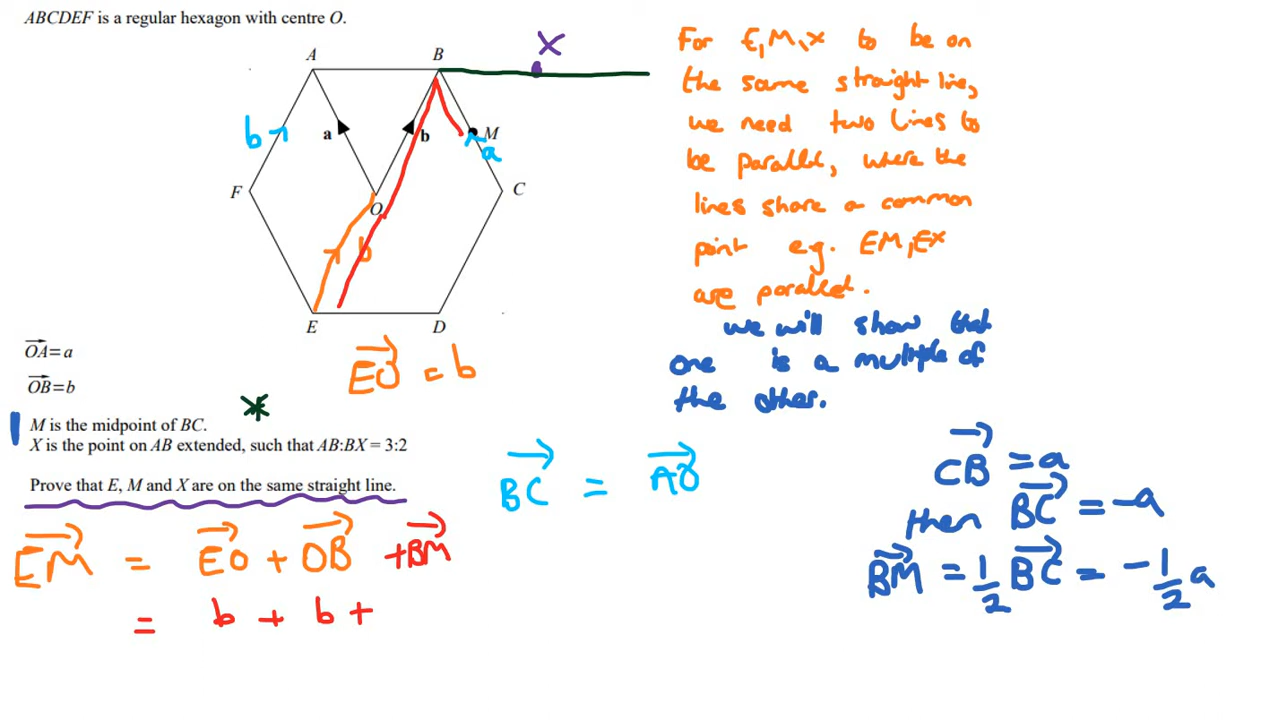 ABCDEF is a regular hexagon with centre O.
A
B
X
b
a
b
M
a
F
O
C
b
E
D
OA=a
OB=b
EO = b
*
M is the midpoint of BC.
X is the point on AB extended, such that AB:BX = 3:2
Prove that E, M and X are on the same straight line.
EM = EO + OB + BM
= b + b +
BC = AO
For E, M, X to be on
the same straight line,
we need two lines to
be parallel, where the
lines share a common
point eg. EM, EX
are parallel.
we will show that
one is a multiple of
the other.
CB = a
then BC = -a
BM = 1/2 BC = - 1/2 a